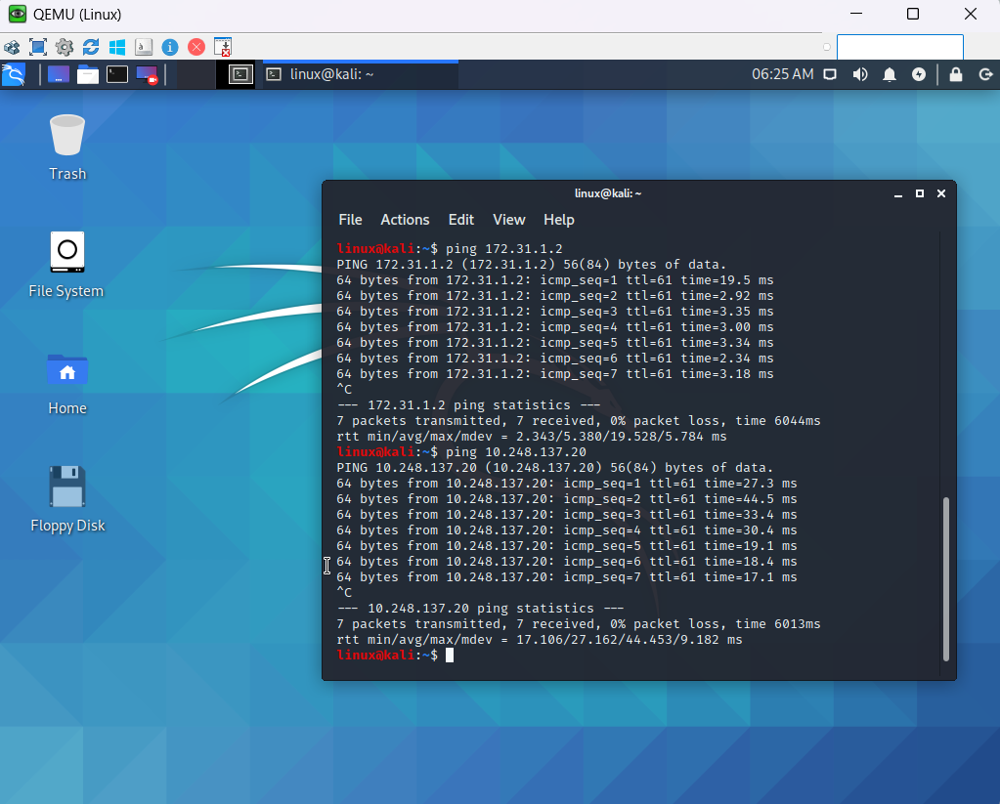 QEMU (Linux)
linux@kali: ~
06:25 AM
Trash
File System
Home
Floppy Disk
linux@kali: ~
File Actions Edit View Help
linux@kali:~$ ping 172.31.1.2
PING 172.31.1.2 (172.31.1.2) 56(84) bytes of data.
64 bytes from 172.31.1.2: icmp_seq=1 ttl=61 time=19.5 ms
64 bytes from 172.31.1.2: icmp_seq=2 ttl=61 time=2.92 ms
64 bytes from 172.31.1.2: icmp_seq=3 ttl=61 time=3.35 ms
64 bytes from 172.31.1.2: icmp_seq=4 ttl=61 time=3.00 ms
64 bytes from 172.31.1.2: icmp_seq=5 ttl=61 time=3.34 ms
64 bytes from 172.31.1.2: icmp_seq=6 ttl=61 time=2.34 ms
64 bytes from 172.31.1.2: icmp_seq=7 ttl=61 time=3.18 ms
^C
--- 172.31.1.2 ping statistics ---
7 packets transmitted, 7 received, 0% packet loss, time 6044ms
rtt min/avg/max/mdev = 2.343/5.380/19.528/5.784 ms
linux@kali:~$ ping 10.248.137.20
PING 10.248.137.20 (10.248.137.20) 56(84) bytes of data.
64 bytes from 10.248.137.20: icmp_seq=1 ttl=61 time=27.3 ms
64 bytes from 10.248.137.20: icmp_seq=2 ttl=61 time=44.5 ms
64 bytes from 10.248.137.20: icmp_seq=3 ttl=61 time=33.4 ms
64 bytes from 10.248.137.20: icmp_seq=4 ttl=61 time=30.4 ms
64 bytes from 10.248.137.20: icmp_seq=5 ttl=61 time=19.1 ms
64 bytes from 10.248.137.20: icmp_seq=6 ttl=61 time=18.4 ms
64 bytes from 10.248.137.20: icmp_seq=7 ttl=61 time=17.1 ms
^C
--- 10.248.137.20 ping statistics ---
7 packets transmitted, 7 received, 0% packet loss, time 6013ms
rtt min/avg/max/mdev = 17.106/27.162/44.453/9.182 ms
linux@kali:~$